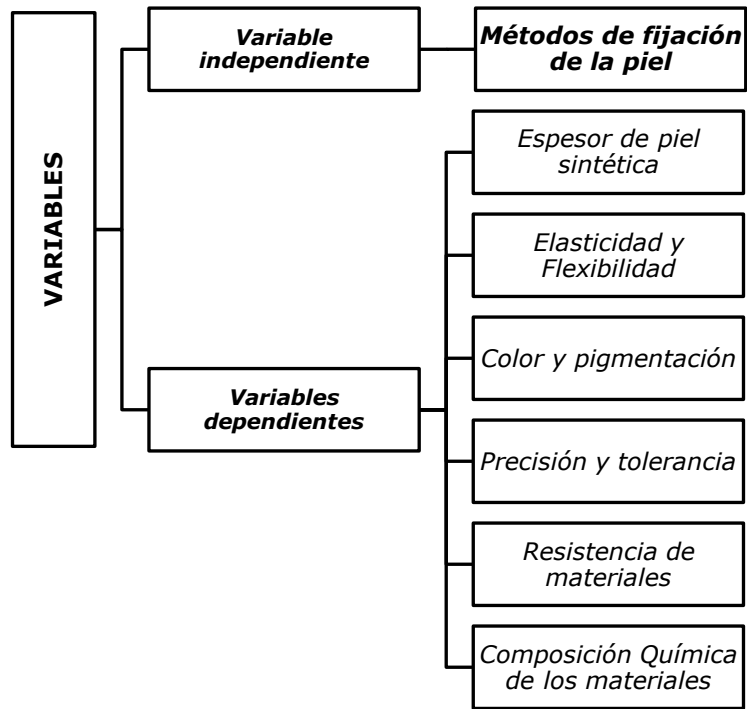 VARIABLES
Variable
independiente
Métodos de fijación
de la piel
Variables
dependientes
Espesor de piel
sintética
Elasticidad y
Flexibilidad
Color y pigmentación
Precisión y tolerancia
Resistencia de
materiales
Composición Química
de los materiales